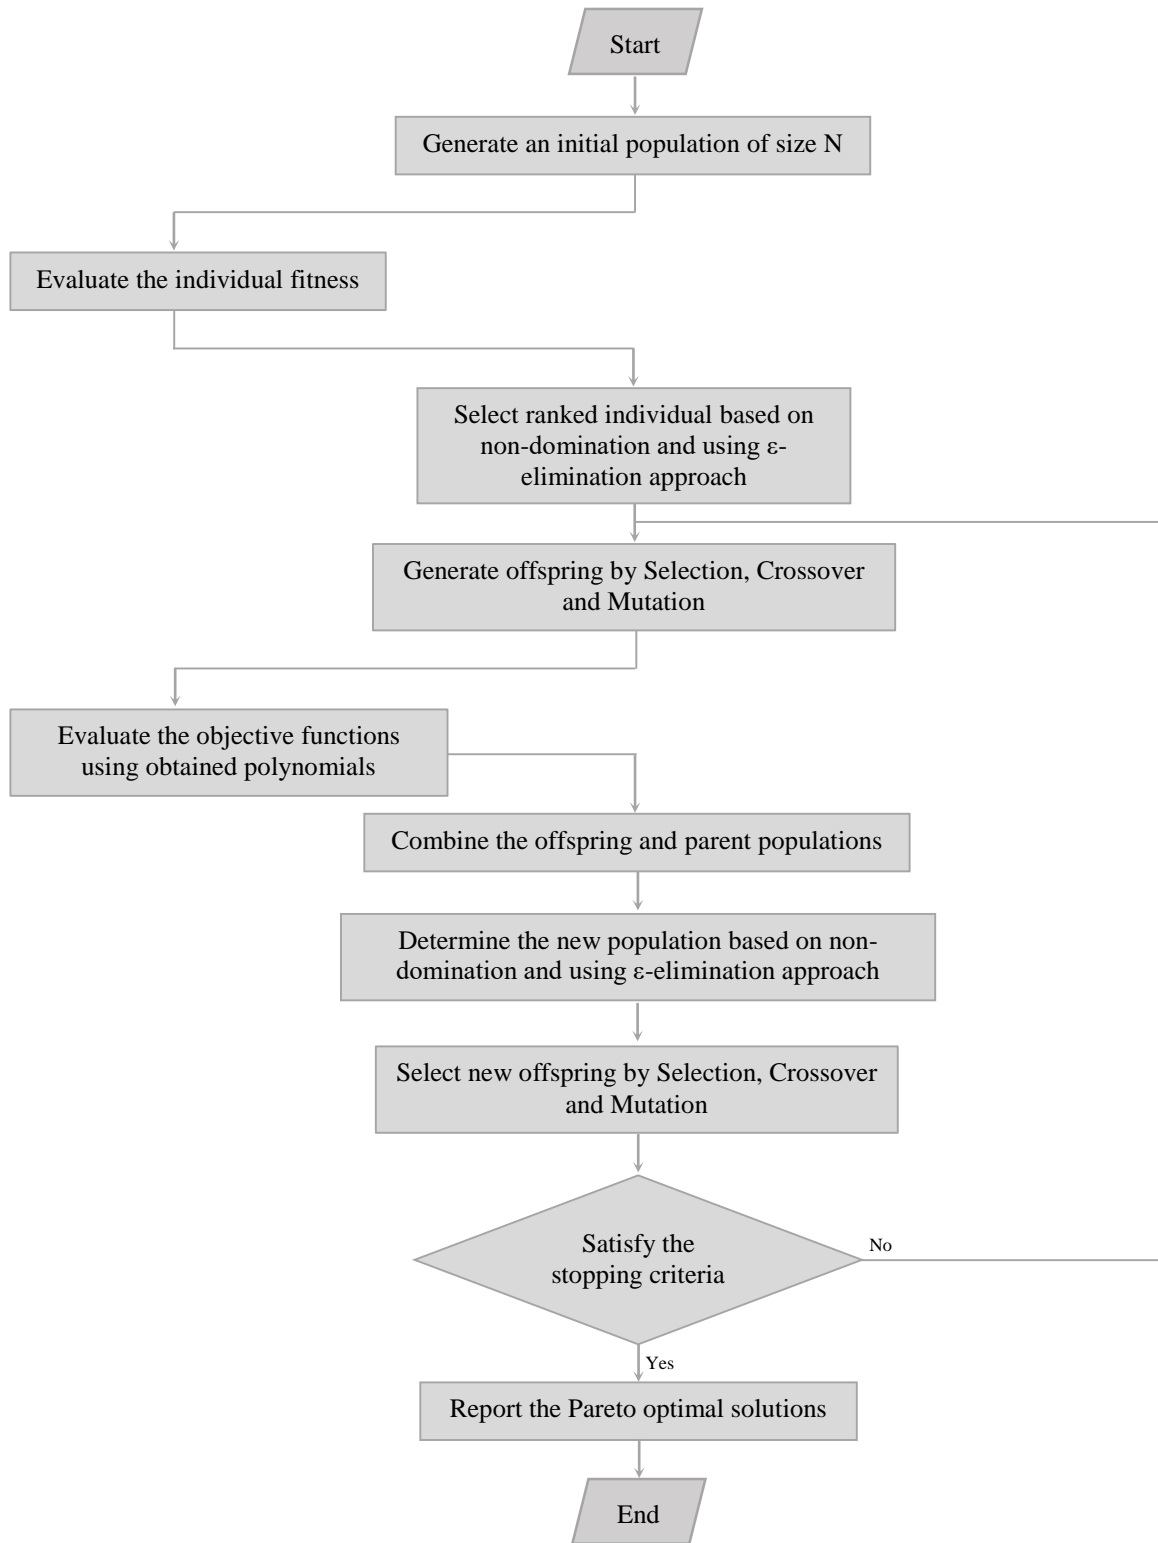 Start
Generate an initial population of size N
Evaluate the individual fitness
Select ranked individual based on
non-domination and using ε-
elimination approach
Generate offspring by Selection, Crossover
and Mutation
Evaluate the objective functions
using obtained polynomials
Combine the offspring and parent populations
Determine the new population based on non-
domination and using ε-elimination approach
Select new offspring by Selection, Crossover
and Mutation
Satisfy the
stopping criteria
No
Yes
Report the Pareto optimal solutions
End